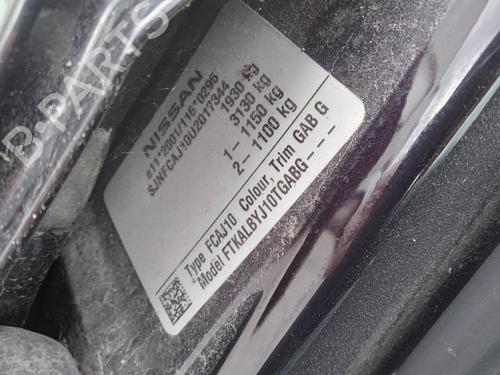 B-PARTS
NISSAN
e11*2001/116*0295
SJNFCAJ10U2017344
1930 kg
3130 kg
1– 1150 kg
2– 1100 kg
Type FCAJ10 Colour, Trim GAB G
*Model FTKALBYJ10TGABG---